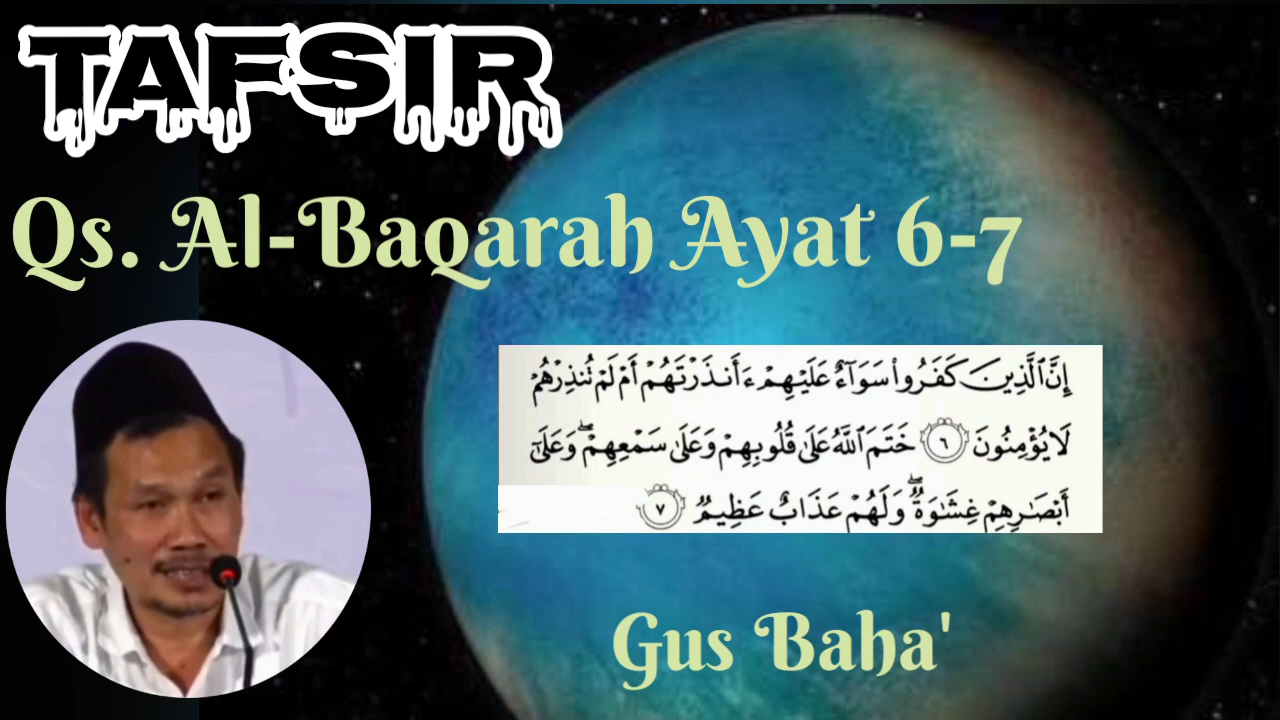 TAFSIR
Qs. Al-Baqarah Ayat 6-7
إِنَّ ٱلَّذِينَ كَفَرُوا۟ سَوَآءٌ عَلَيْهِمْ ءَأَنذَرْتَهُمْ أَمْ لَمْ تُنذِرْهُمْ
لَا يُؤْمِنُونَ ٦ خَتَمَ ٱللَّهُ عَلَىٰ قُلُوبِهِمْ وَعَلَىٰ سَمْعِهِمْ ۖ وَعَلَىٰٓ
أَبْصَـٰرِهِمْ غِشَـٰوَةٌ ۖ وَلَهُمْ عَذَابٌ عَظِيمٌ ٧
Gus Baha'